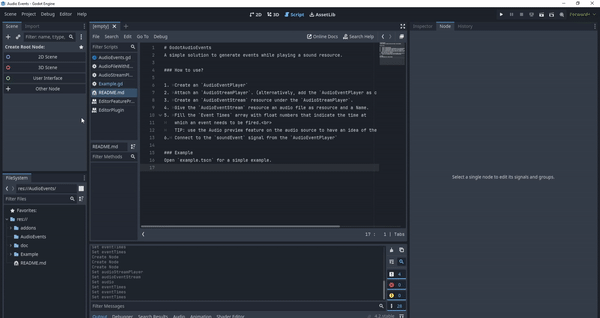 Audio Events - Godot Engine
Scene Project Debug Editor Help
2D 3D Script AssetLib
Scene Import
Filter: name, t:type,
Create Root Node:
2D Scene
3D Scene
User Interface
Other Node
FileSystem
res://AudioEvents/
Filter Files
Favorites:
res://
addons
AudioEvents
doc
Example
README.md
[empty]
File Search Edit Go To Debug
Online Docs Search Help
Filter Scripts
AudioEvents.gd
AudioFileWithE...
AudioStreamPl...
Example.gd
README.md
EditorFeaturePr...
EditorPlugin
README.md
Filter Methods
1 # GodotAudioEvents
2 A simple solution to generate events while playing a sound resource.
3
4 ### How to use?
5
6 1. Create an `AudioEventPlayer`
7 2. Attach an `AudioStreamPlayer`. (alternatively, add the `AudioEventPlayer as c
8 3. Create an `AudioEventStream` resource under the `AudioStreamPlayer`.
9 4. Give the `AudioEventStream` resource an audio file as resource and a Name.
10 5. Fill the `Event Times` array with float numbers that indicate the time at
11 which an event needs to be fired.<br>
12 TIP: use the Audio preview feature on the audio source to have an idea of the
13 6. Connect to the `soundEvent` signal from the `AudioEventPlayer`
14
15 ### Example
16 Open `example.tscn` for a simple example.
17
17 : 1 | Tabs
Set eventTimes
Set eventTimes
Create Node
Create Node
Create Node
Set audioStreamPlayer
Set audioEventStream
Set audio
Set eventTimes
Set eventTimes
Set eventTimes
Filter Messages
4
0
0
28
Output Debugger Search Results Audio Animation Shader Editor
Inspector Node History
Select a single node to edit its signals and groups.